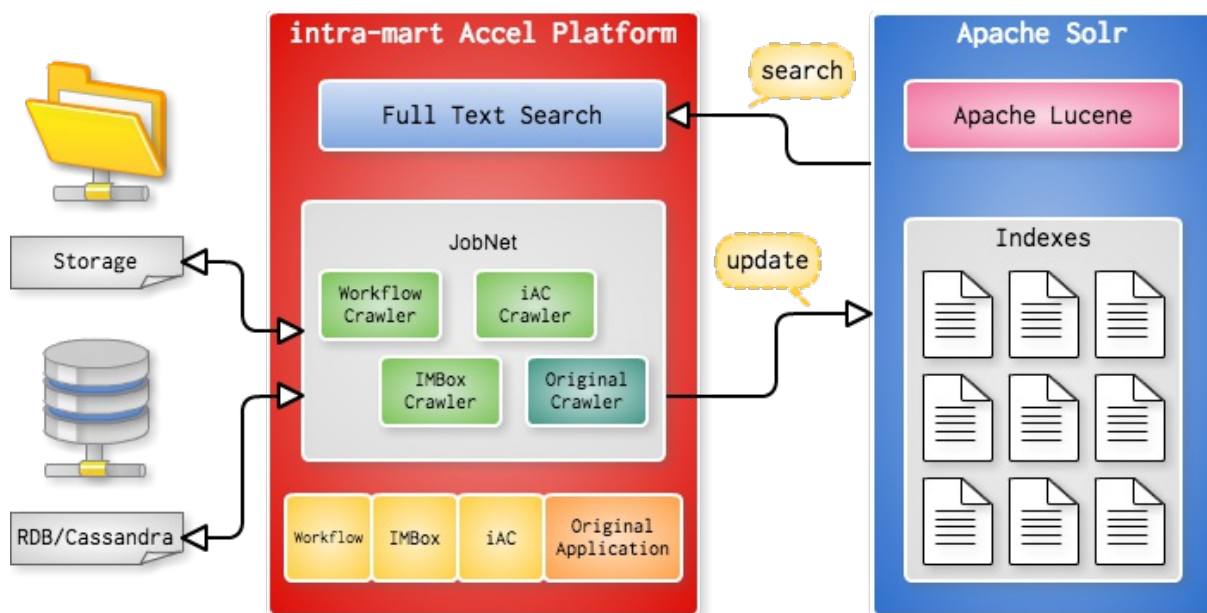 intra-mart Accel Platform
Apache Solr
search
Full Text Search
Apache Lucene
JobNet
Indexes
Storage
update
Workflow
Crawler
iAC
Crawler
IMBox
Crawler
Original
Crawler
RDB/Cassandra
Workflow
IMBox
iAC
Original
Application